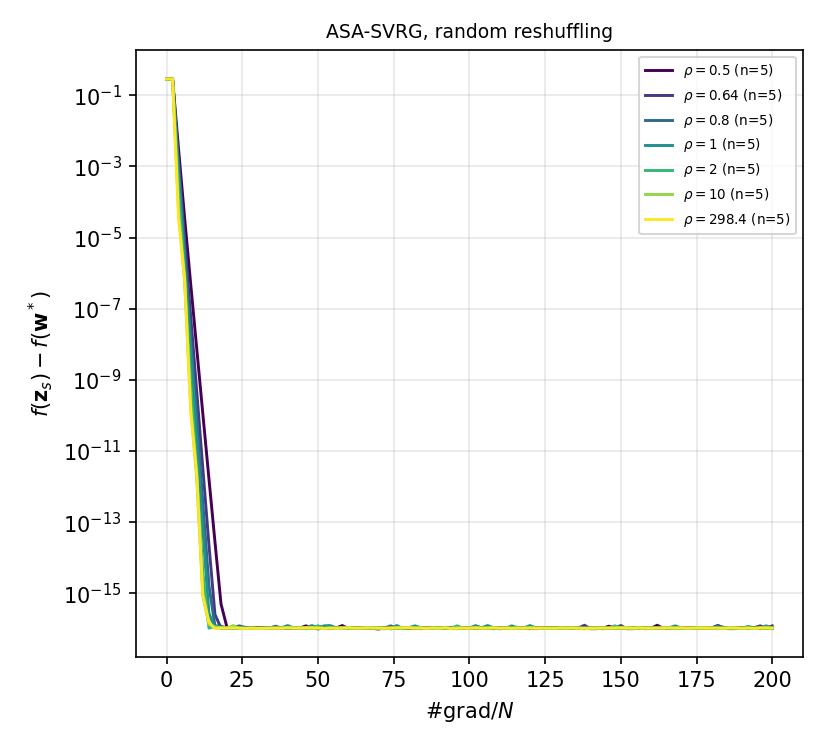 ASA-SVRG, random reshuffling
ρ = 0.5 (n=5)
ρ = 0.64 (n=5)
ρ = 0.8 (n=5)
ρ = 1 (n=5)
ρ = 2 (n=5)
ρ = 10 (n=5)
ρ = 298.4 (n=5)
10⁻¹
10⁻³
10⁻⁵
10⁻⁷
10⁻⁹
10⁻¹¹
10⁻¹³
10⁻¹⁵
f(𝐳ₛ) − f(𝐰*)
0 25 50 75 100 125 150 175 200
#grad/N